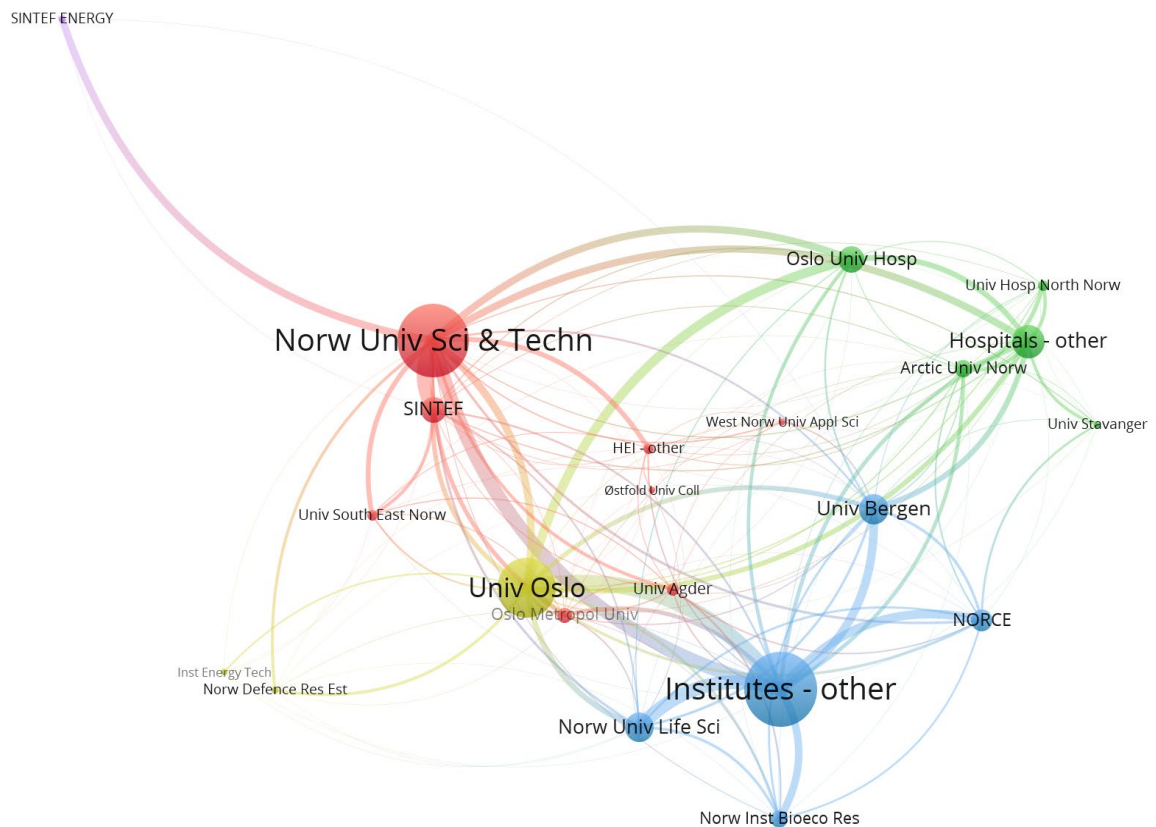 SINTEF ENERGY
Oslo Univ Hosp
Univ Hosp North Norw
Norw Univ Sci & Techn
Hospitals - other
Arctic Univ Norw
SINTEF
West Norw Univ Appl Sci
Univ Stavanger
HEI - other
Østfold Univ Coll
Univ Bergen
Univ South East Norw
Univ Oslo
Univ Agder
Oslo Metropol Univ
NORCE
Inst Energy Tech
Norw Defence Res Est
Institutes - other
Norw Univ Life Sci
Norw Inst Bioeco Res